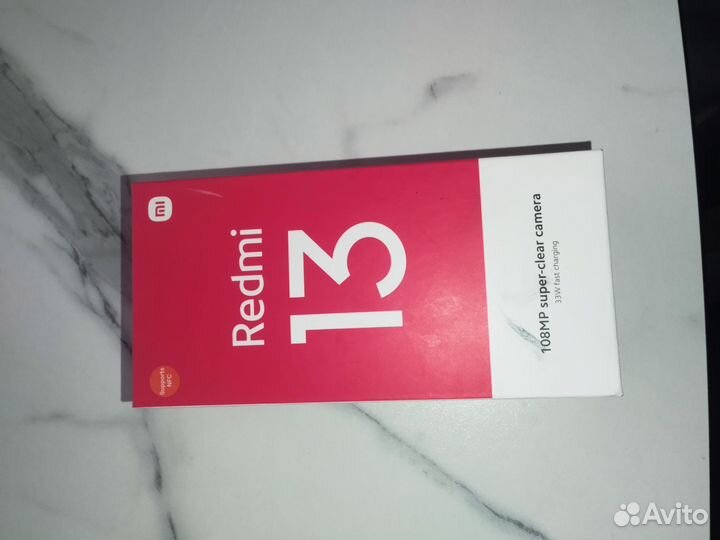 mi
Redmi
13
Supports
NFC
108MP super-clear camera
33W fast charging
Avito